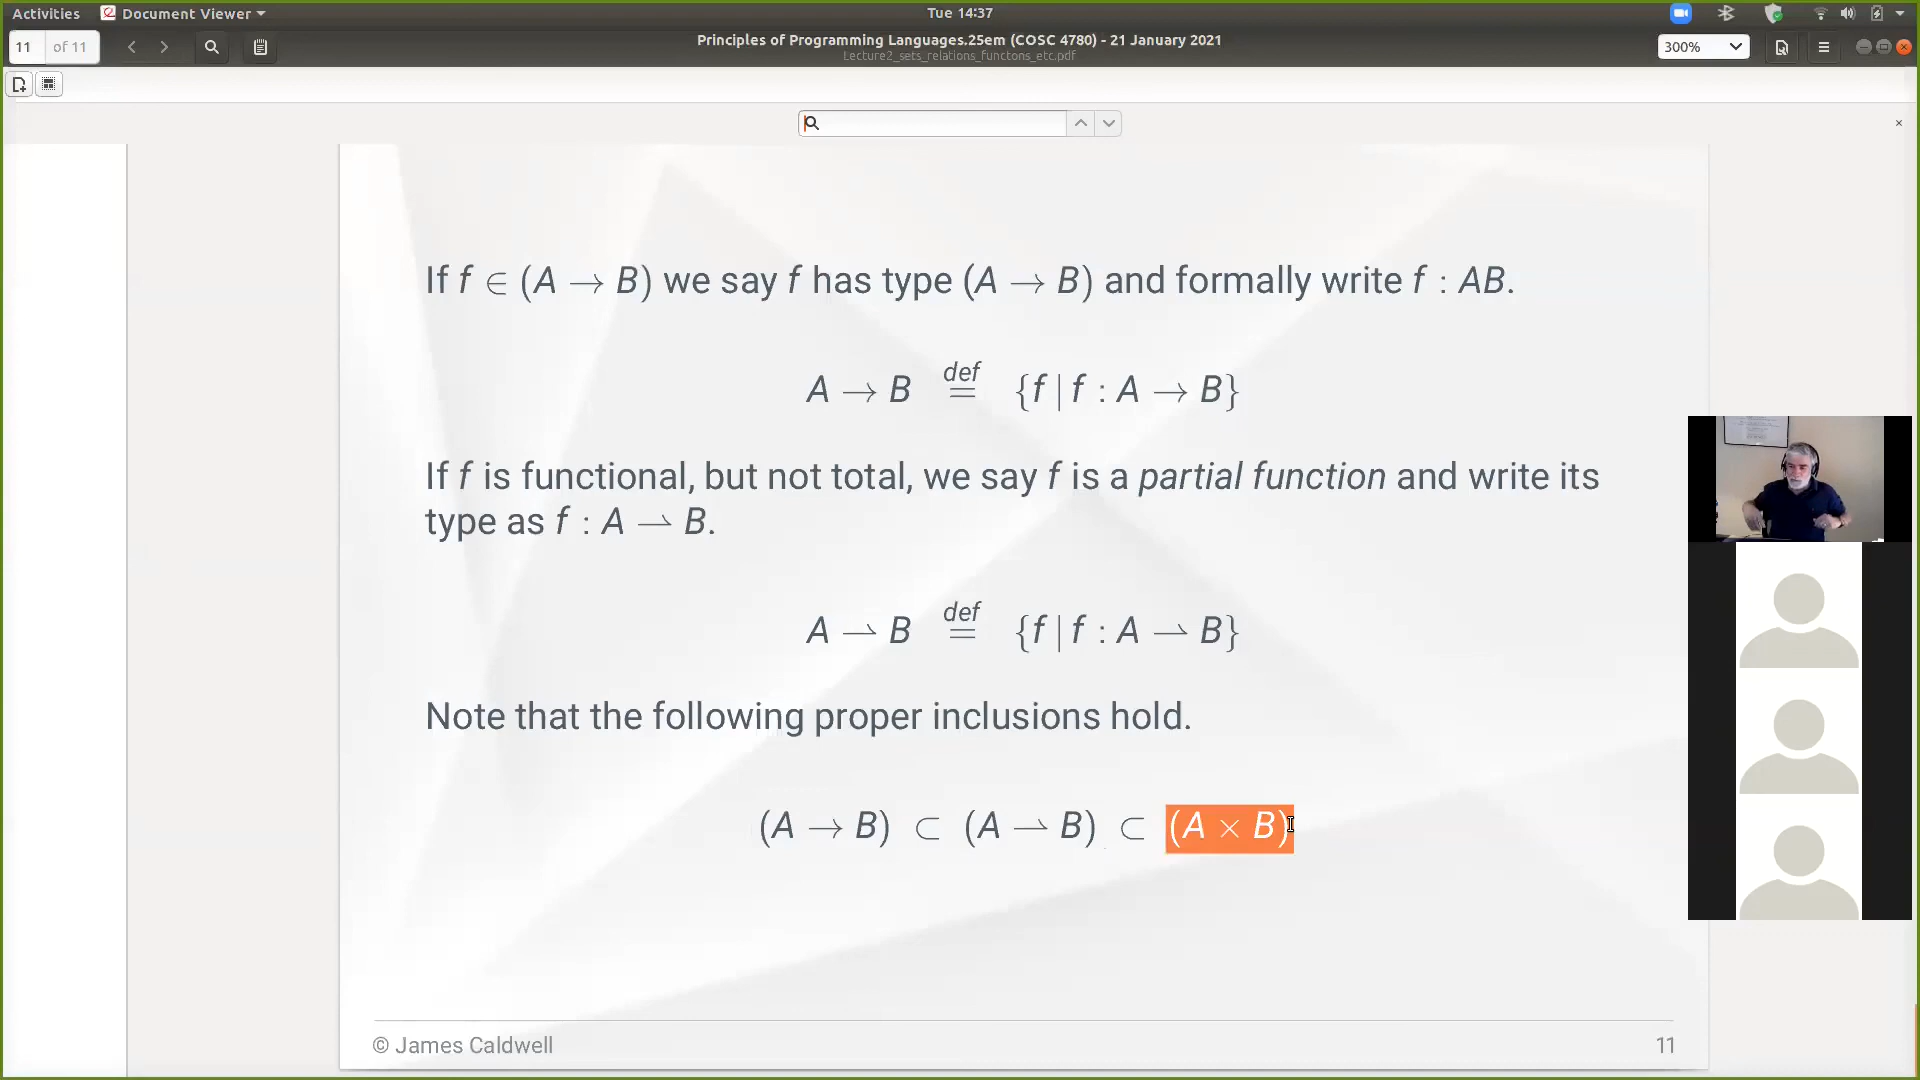 Activities Document Viewer Tue 14:37
11 of 11 Principles of Programming Languages.25em (COSC 4780) - 21 January 2021 300%
Lecture2_sets_relations_functons_etc.pdf
If f ∈ (A → B) we say f has type (A → B) and formally write f : AB.
A → B def= {f | f : A → B}
If f is functional, but not total, we say f is a partial function and write its
type as f : A ⇀ B.
A ⇀ B def= {f | f : A ⇀ B}
Note that the following proper inclusions hold.
(A → B) ⊂ (A ⇀ B) ⊂ (A × B)
© James Caldwell 11